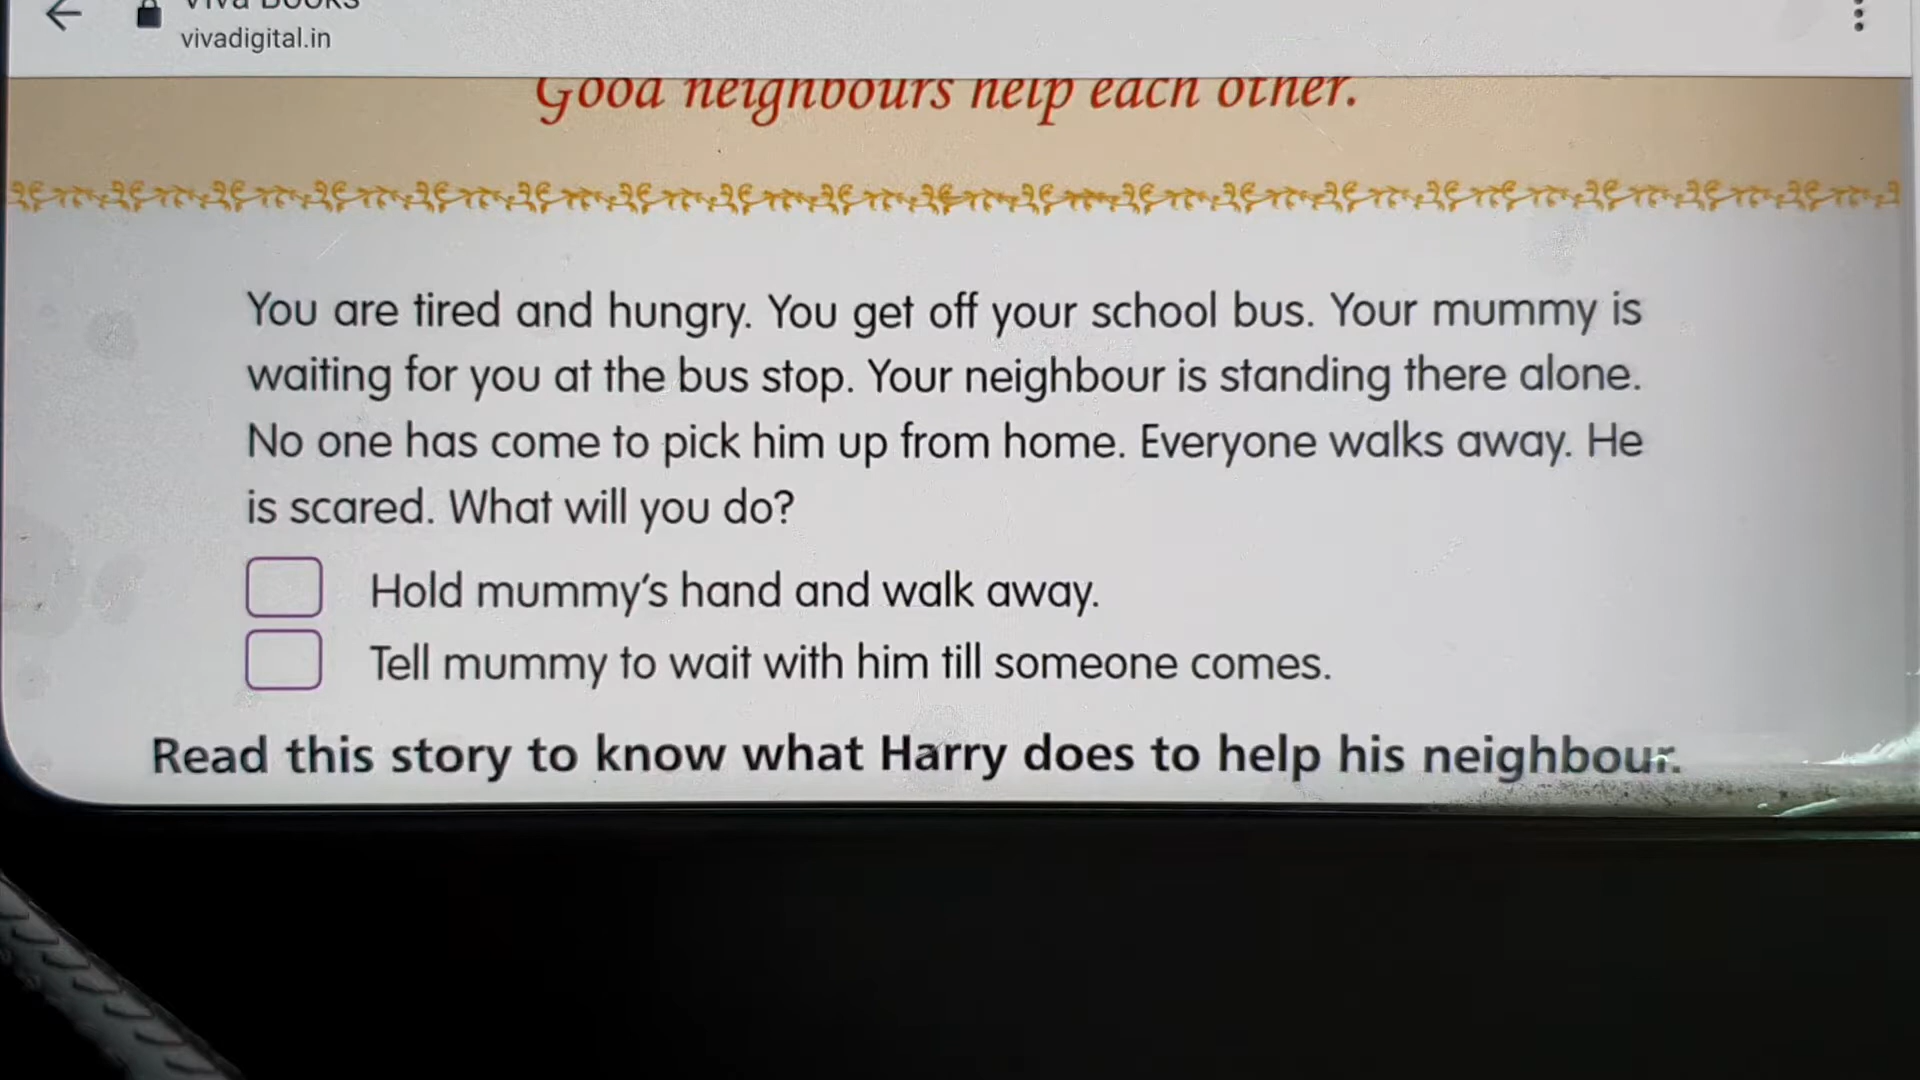 Viva Books
vivadigital.in
Good neighbours help each other.
You are tired and hungry. You get off your school bus. Your mummy is
waiting for you at the bus stop. Your neighbour is standing there alone.
No one has come to pick him up from home. Everyone walks away. He
is scared. What will you do?
Hold mummy's hand and walk away.
Tell mummy to wait with him till someone comes.
Read this story to know what Harry does to help his neighbour.